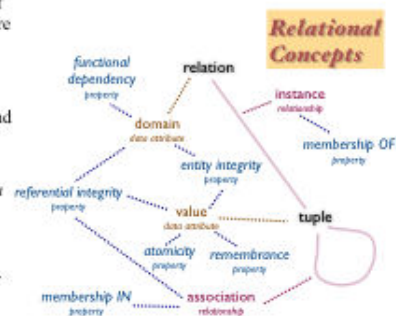 Relational
Concepts
functional
dependency
property
relation
instance
relationship
domain
data attribute
membership OF
property
entity integrity
property
referential integrity
property
value
data attribute
tuple
atomicity
property
remembrance
property
membership IN
property
association
relationship